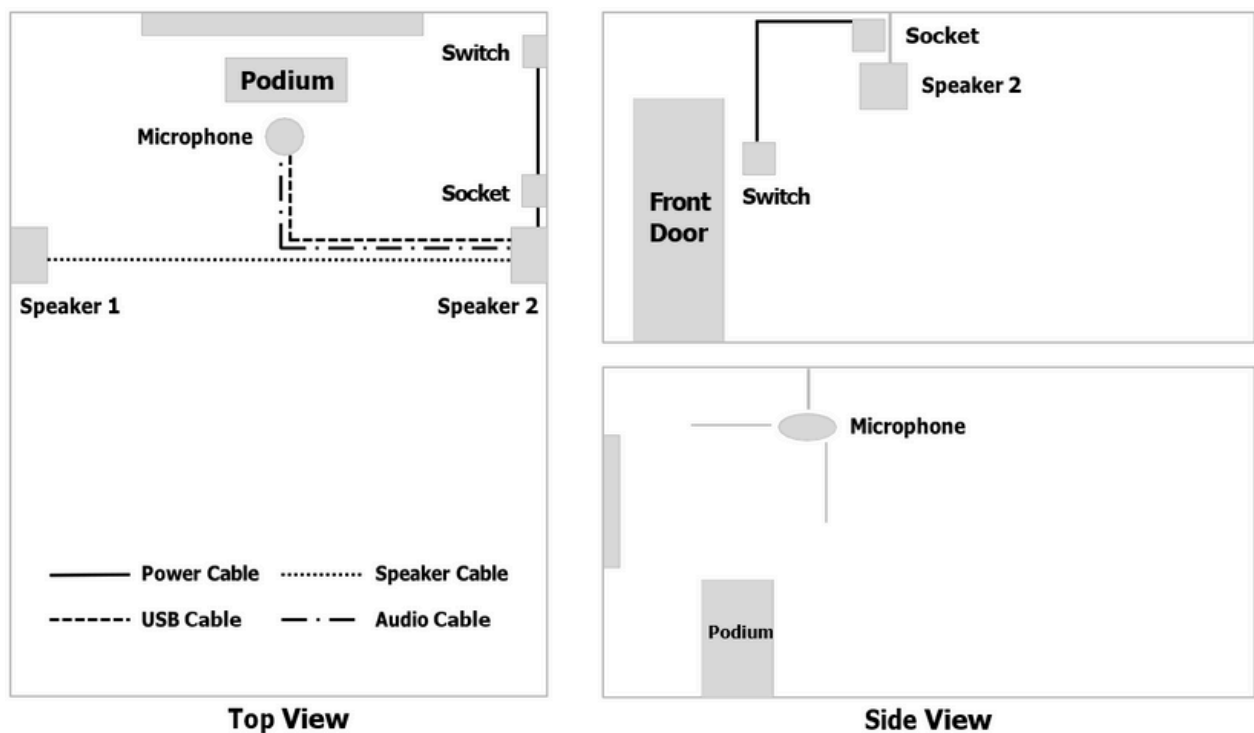 Switch
Podium
Microphone
Socket
Speaker 1
Speaker 2
Power Cable
Speaker Cable
USB Cable
Audio Cable
Top View
Socket
Speaker 2
Switch
Front
Door
Microphone
Podium
Side View